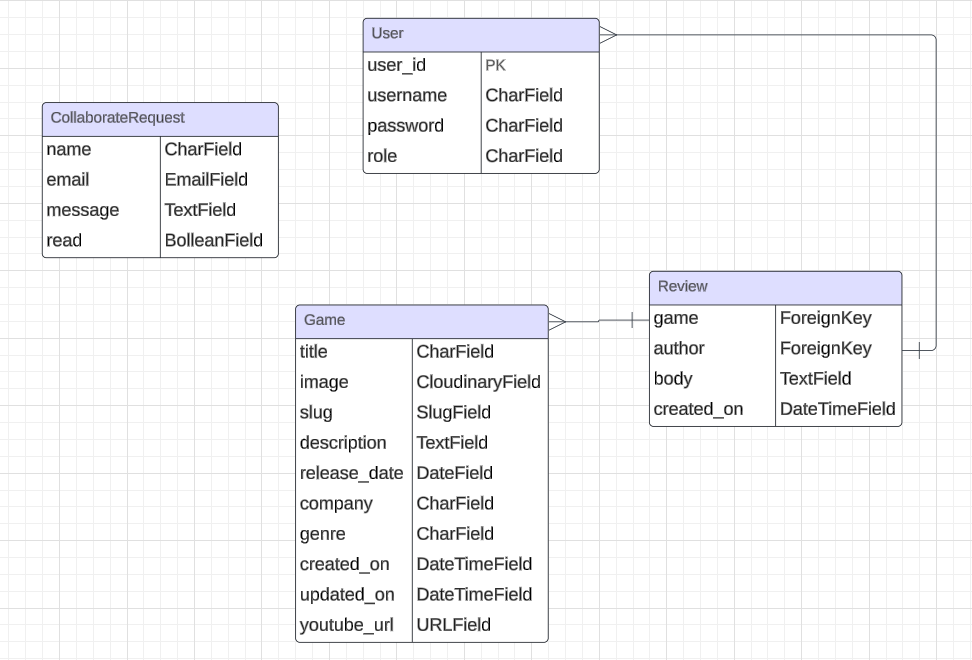 User
user_id PK
username CharField
password CharField
role CharField
CollaborateRequest
name CharField
email EmailField
message TextField
read BolleanField
Game
title CharField
image CloudinaryField
slug SlugField
description TextField
release_date DateField
company CharField
genre CharField
created_on DateTimeField
updated_on DateTimeField
youtube_url URLField
Review
game ForeignKey
author ForeignKey
body TextField
created_on DateTimeField